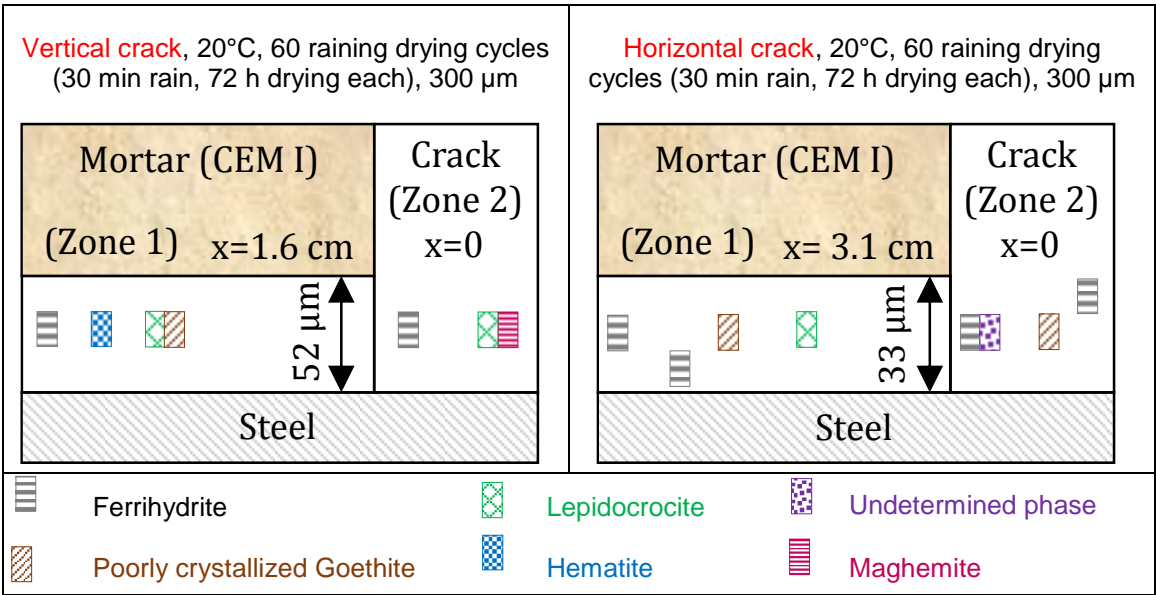 Vertical crack, 20°C, 60 raining drying cycles
(30 min rain, 72 h drying each), 300 µm
Mortar (CEM I)
(Zone 1) x=1.6 cm
Crack
(Zone 2)
x=0
52 µm
Steel
Horizontal crack, 20°C, 60 raining drying
cycles (30 min rain, 72 h drying each), 300 µm
Mortar (CEM I)
(Zone 1) x= 3.1 cm
Crack
(Zone 2)
x=0
33 µm
Steel
Ferrihydrite
Lepidocrocite
Undetermined phase
Poorly crystallized Goethite
Hematite
Maghemite